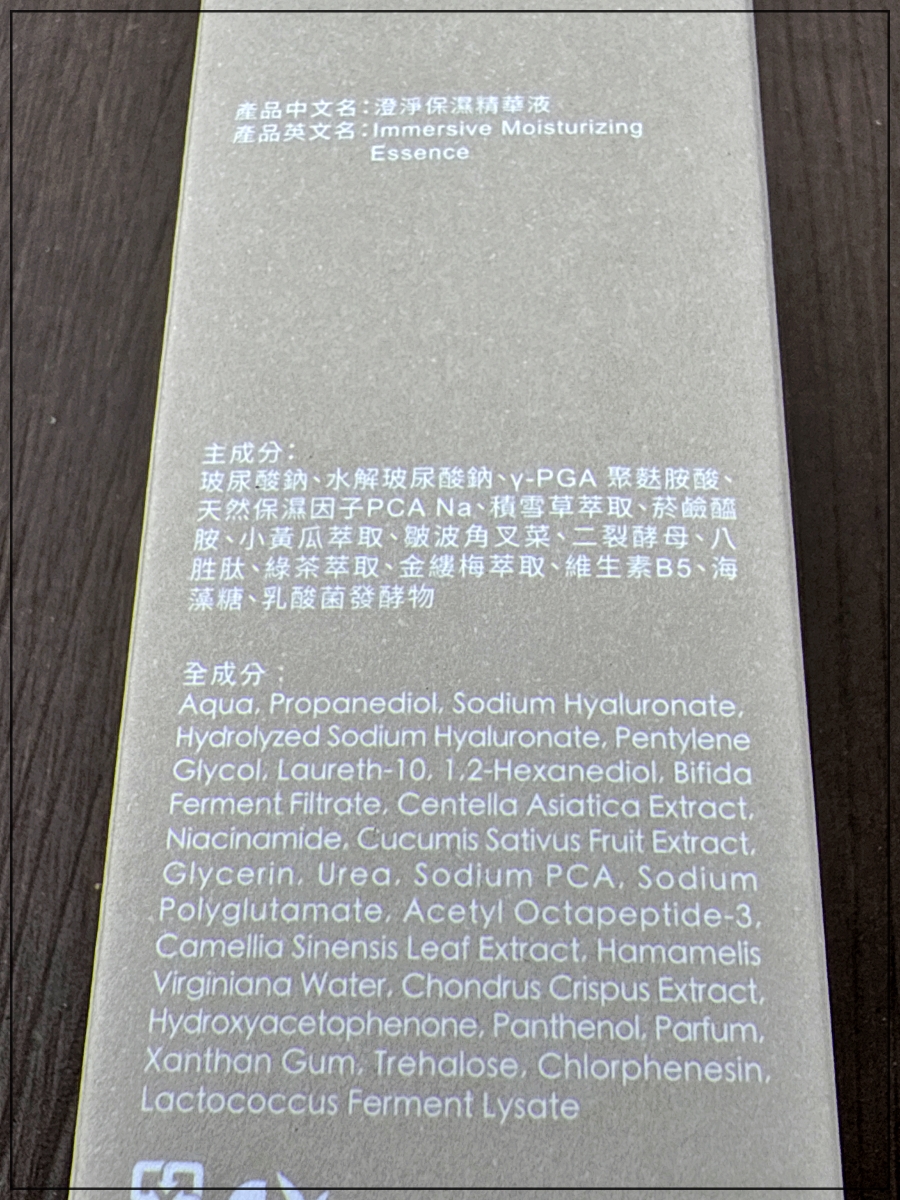 產品中文名：澄淨保濕精華液
產品英文名：Immersive Moisturizing
Essence
主成分：
玻尿酸鈉、水解玻尿酸鈉、γ-PGA 聚麩胺酸、
天然保濕因子PCA Na、積雪草萃取、菸鹼醯
胺、小黃瓜萃取、皺波角叉菜、二裂酵母、八
胜肽、綠茶萃取、金縷梅萃取、維生素B5、海
藻糖、乳酸菌發酵物
全成分：
Aqua, Propanediol, Sodium Hyaluronate,
Hydrolyzed Sodium Hyaluronate, Pentylene
Glycol, Laureth-10, 1,2-Hexanediol, Bifida
Ferment Filtrate, Centella Asiatica Extract,
Niacinamide, Cucumis Sativus Fruit Extract,
Glycerin, Urea, Sodium PCA, Sodium
Polyglutamate, Acetyl Octapeptide-3,
Camellia Sinensis Leaf Extract, Hamamelis
Virginiana Water, Chondrus Crispus Extract,
Hydroxyacetophenone, Panthenol, Parfum,
Xanthan Gum, Trehalose, Chlorphenesin,
Lactococcus Ferment Lysate